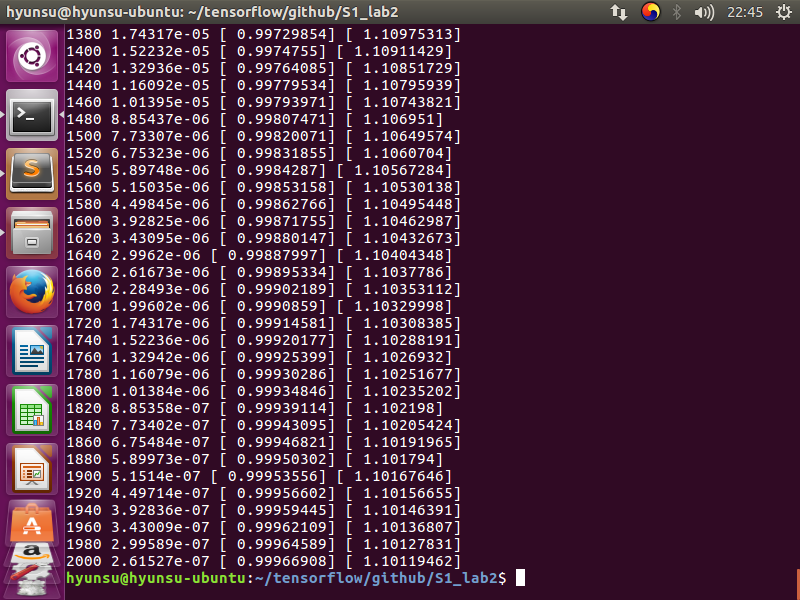 hyunsu@hyunsu-ubuntu: ~/tensorflow/github/S1_lab2 22:45
1380 1.74317e-05 [ 0.99729854] [ 1.10975313]
1400 1.52232e-05 [ 0.9974755] [ 1.10911429]
1420 1.32936e-05 [ 0.99764085] [ 1.10851729]
1440 1.16092e-05 [ 0.99779534] [ 1.10795939]
1460 1.01395e-05 [ 0.99793971] [ 1.10743821]
1480 8.85437e-06 [ 0.99807471] [ 1.106951]
1500 7.73307e-06 [ 0.99820071] [ 1.10649574]
1520 6.75323e-06 [ 0.99831855] [ 1.1060704]
1540 5.89748e-06 [ 0.9984287] [ 1.10567284]
1560 5.15035e-06 [ 0.99853158] [ 1.10530138]
1580 4.49845e-06 [ 0.99862766] [ 1.10495448]
1600 3.92825e-06 [ 0.99871755] [ 1.10462987]
1620 3.43095e-06 [ 0.99880147] [ 1.10432673]
1640 2.9962e-06 [ 0.99887997] [ 1.10404348]
1660 2.61673e-06 [ 0.99895334] [ 1.1037786]
1680 2.28493e-06 [ 0.99902189] [ 1.10353112]
1700 1.99602e-06 [ 0.9990859] [ 1.10329998]
1720 1.74317e-06 [ 0.99914581] [ 1.10308385]
1740 1.52236e-06 [ 0.99920177] [ 1.10288191]
1760 1.32942e-06 [ 0.99925399] [ 1.1026932]
1780 1.16079e-06 [ 0.99930286] [ 1.10251677]
1800 1.01384e-06 [ 0.99934846] [ 1.10235202]
1820 8.85358e-07 [ 0.99939114] [ 1.102198]
1840 7.73402e-07 [ 0.99943095] [ 1.10205424]
1860 6.75484e-07 [ 0.99946821] [ 1.10191965]
1880 5.89973e-07 [ 0.99950302] [ 1.101794]
1900 5.1514e-07 [ 0.99953556] [ 1.10167646]
1920 4.49714e-07 [ 0.99956602] [ 1.10156655]
1940 3.92836e-07 [ 0.99959445] [ 1.10146391]
1960 3.43009e-07 [ 0.99962109] [ 1.10136807]
1980 2.99589e-07 [ 0.99964589] [ 1.10127831]
2000 2.61527e-07 [ 0.99966908] [ 1.10119462]
hyunsu@hyunsu-ubuntu:~/tensorflow/github/S1_lab2$